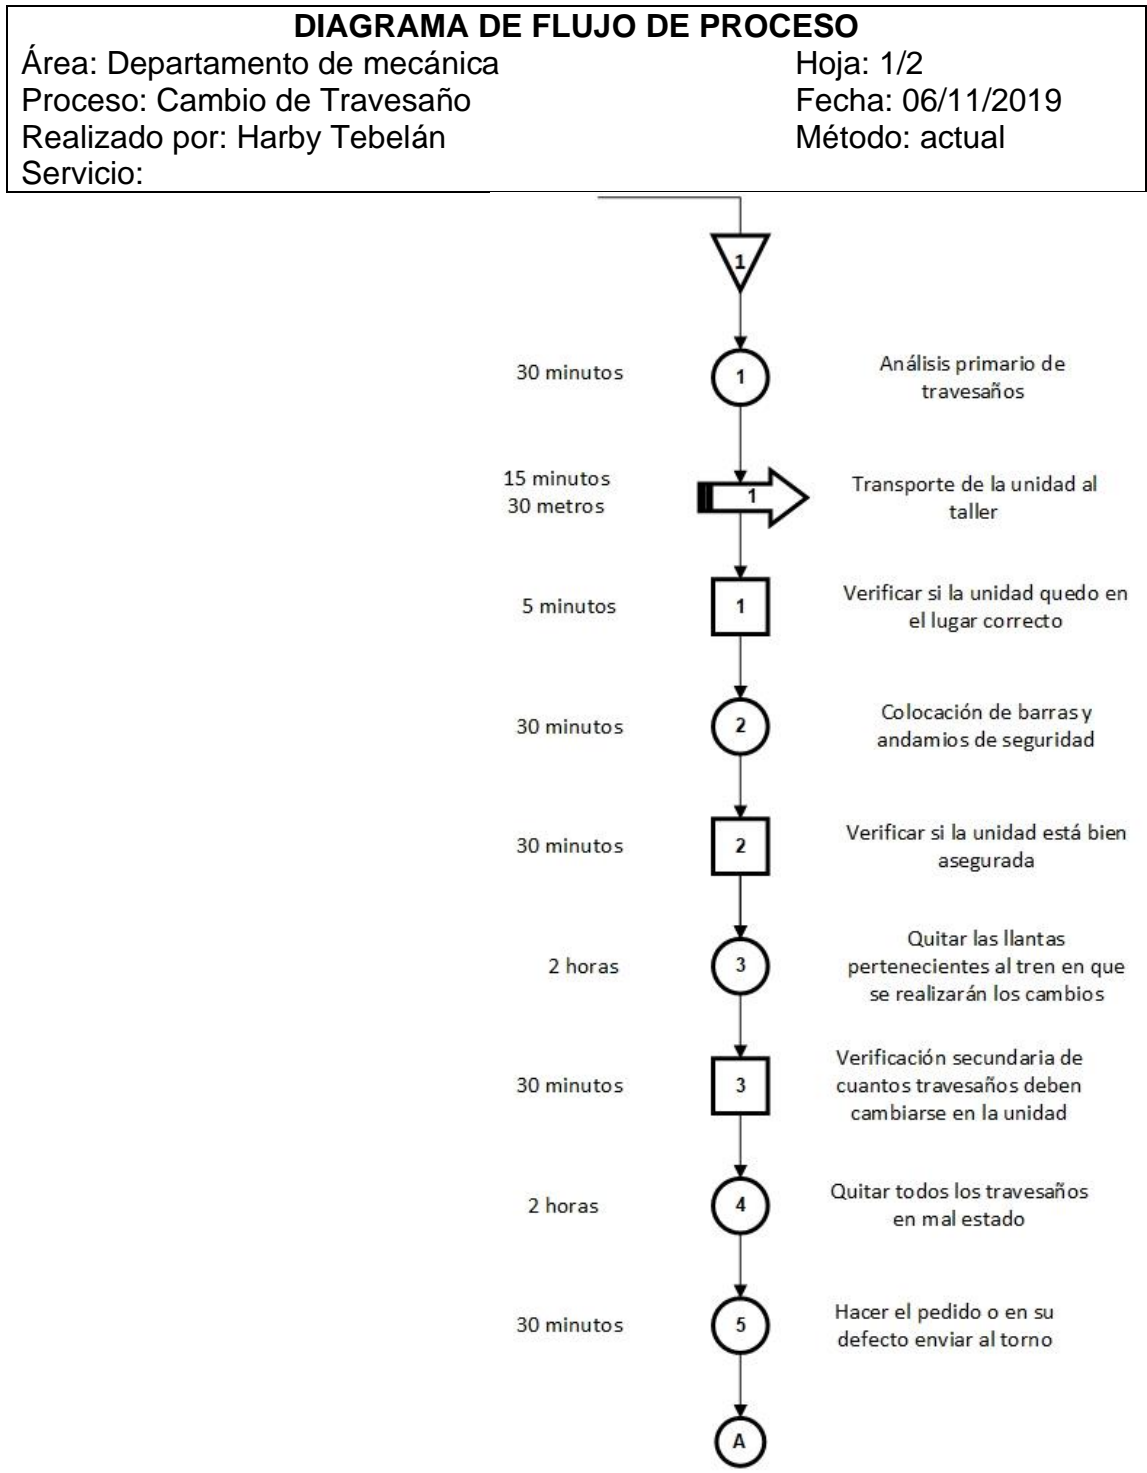 DIAGRAMA DE FLUJO DE PROCESO
Área: Departamento de mecánica
Hoja: 1/2
Proceso: Cambio de Travesaño
Fecha: 06/11/2019
Realizado por: Harby Tebelán
Método: actual
Servicio:
1
30 minutos
1
Análisis primario de
travesaños
15 minutos
30 metros
1
Transporte de la unidad al
taller
5 minutos
1
Verificar si la unidad quedo en
el lugar correcto
30 minutos
2
Colocación de barras y
andamios de seguridad
30 minutos
2
Verificar si la unidad está bien
asegurada
2 horas
3
Quitar las llantas
pertenecientes al tren en que
se realizarán los cambios
30 minutos
3
Verificación secundaria de
cuantos travesaños deben
cambiarse en la unidad
2 horas
4
Quitar todos los travesaños
en mal estado
30 minutos
5
Hacer el pedido o en su
defecto enviar al torno
A